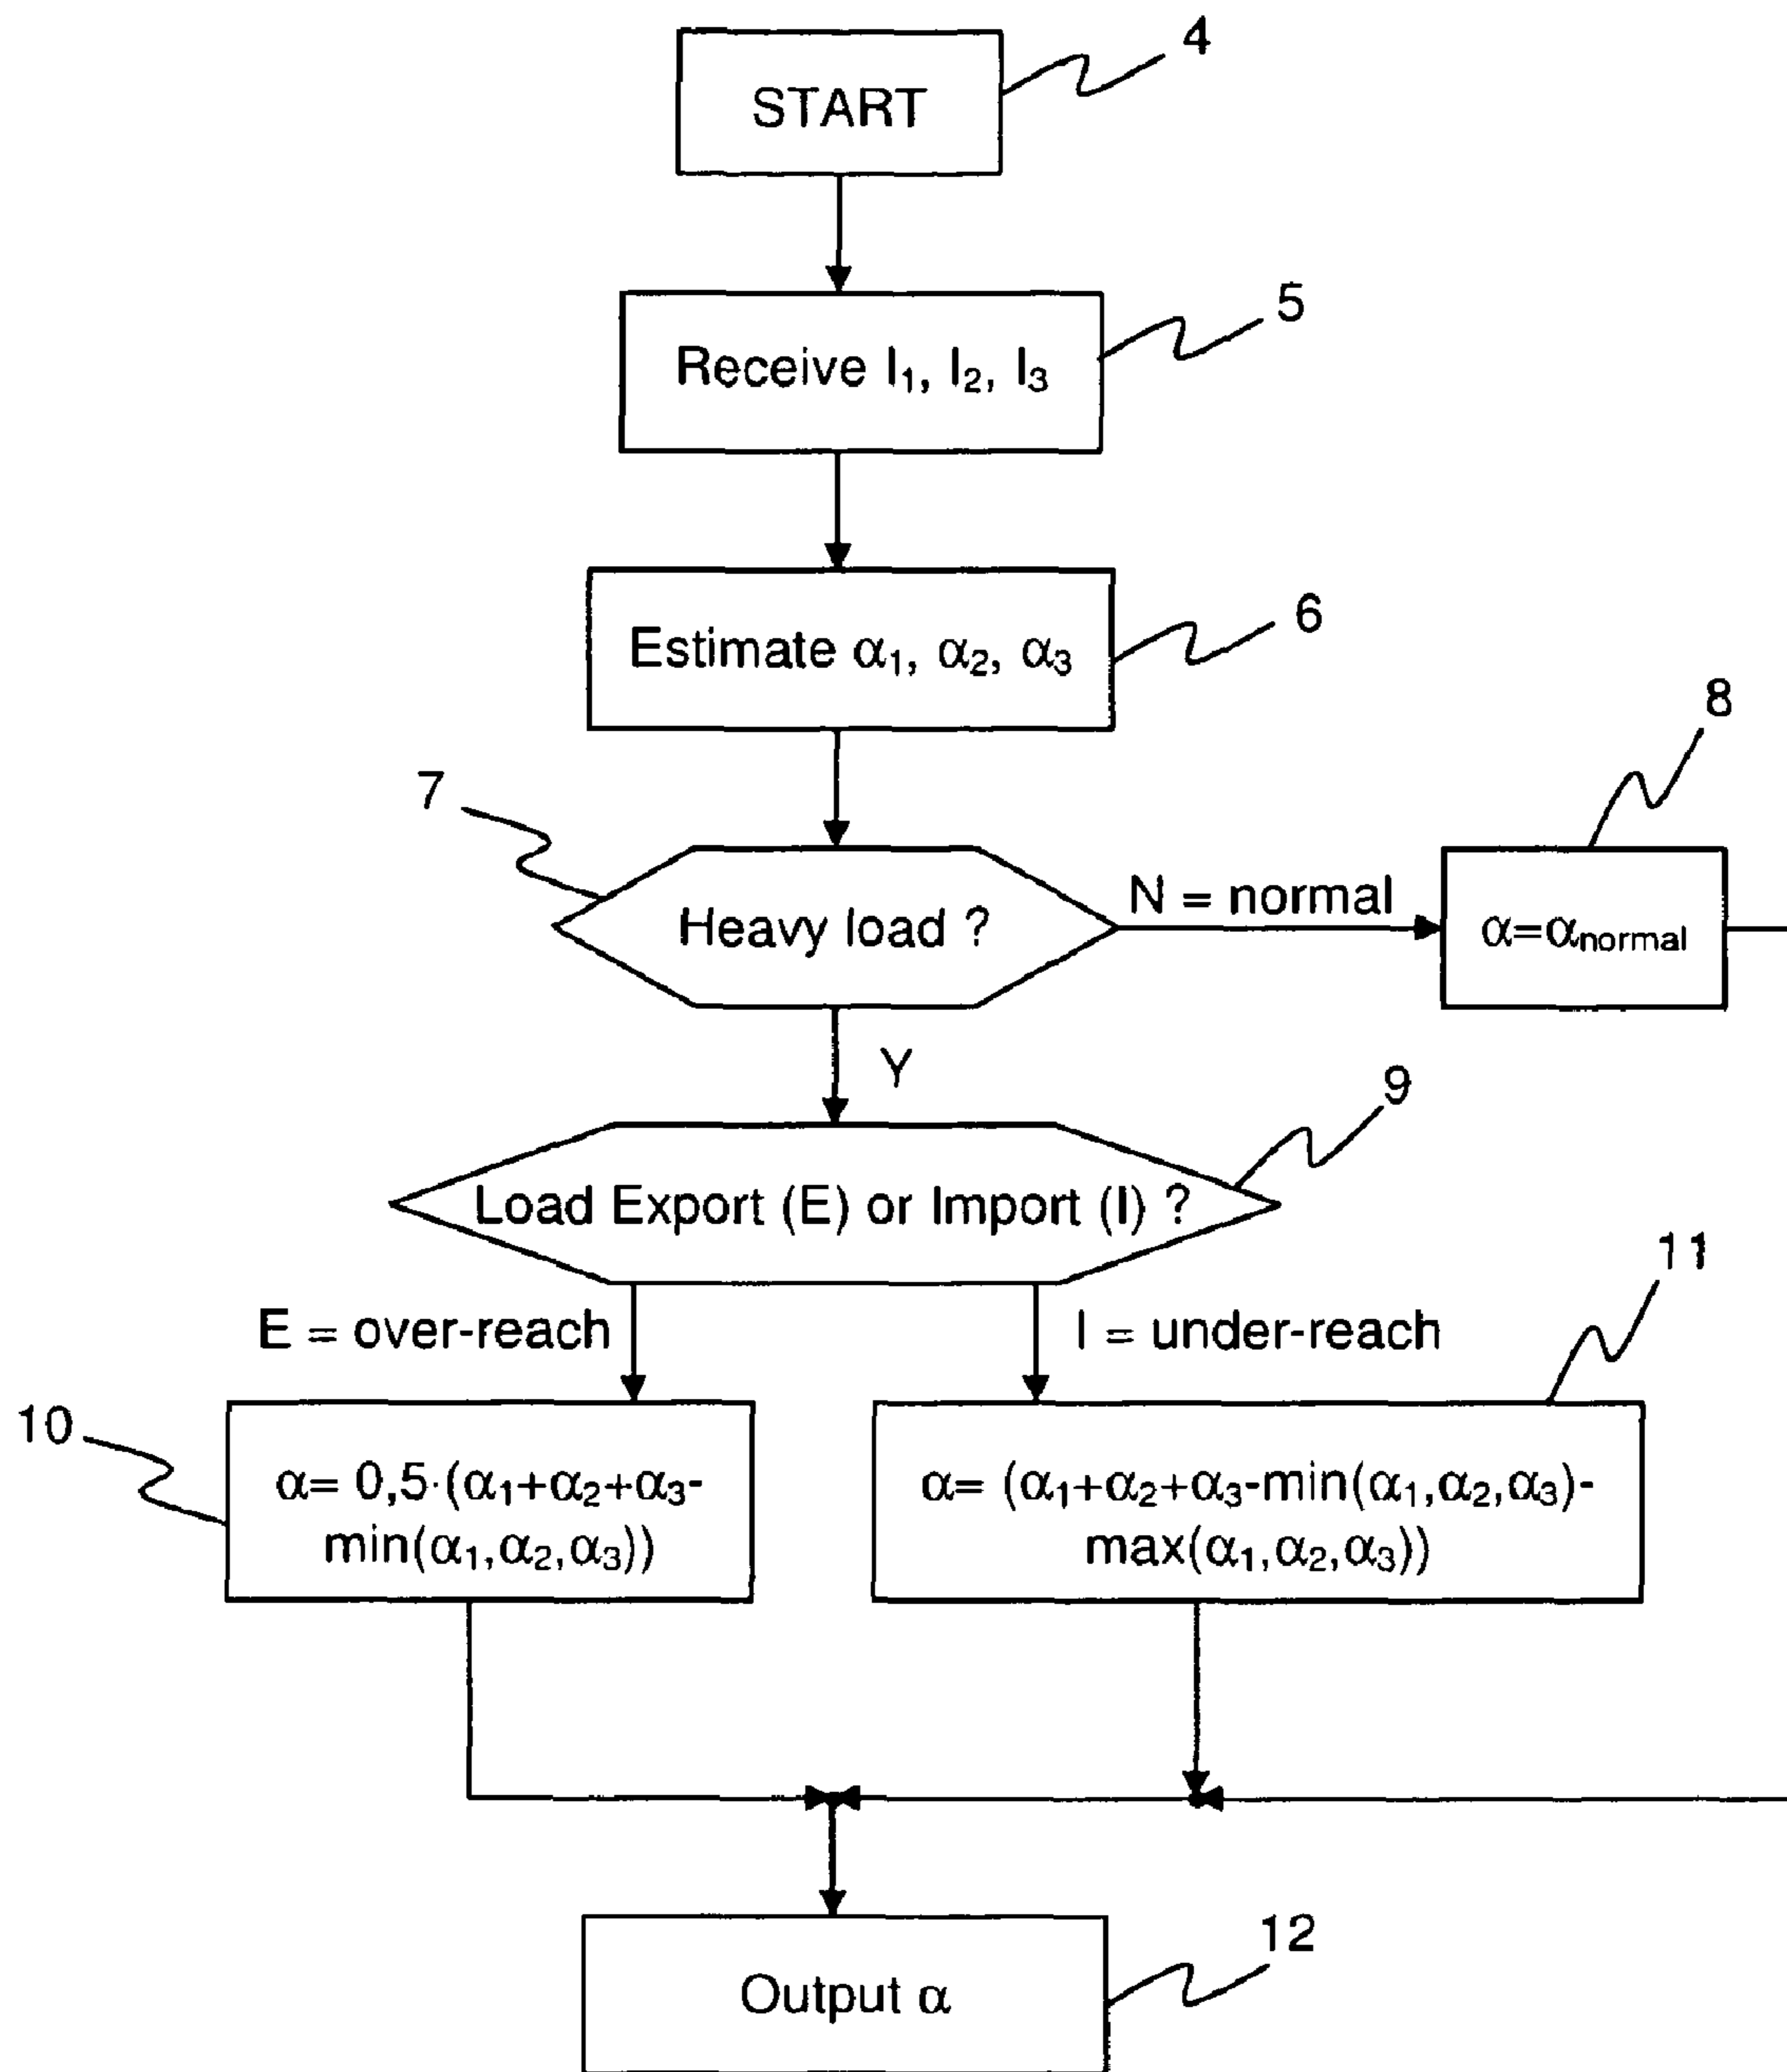 START
4
Receive I₁, I₂, I₃
5
Estimate α₁, α₂, α₃
6
7
Heavy load ?
N = normal
8
α=αnormal
Y
9
Load Export (E) or Import (I) ?
E = over-reach
I = under-reach
10
11
α= 0,5·(α₁+α₂+α₃-
min(α₁,α₂,α₃))
α= (α₁+α₂+α₃-min(α₁,α₂,α₃)-
max(α₁,α₂,α₃))
Output α
12